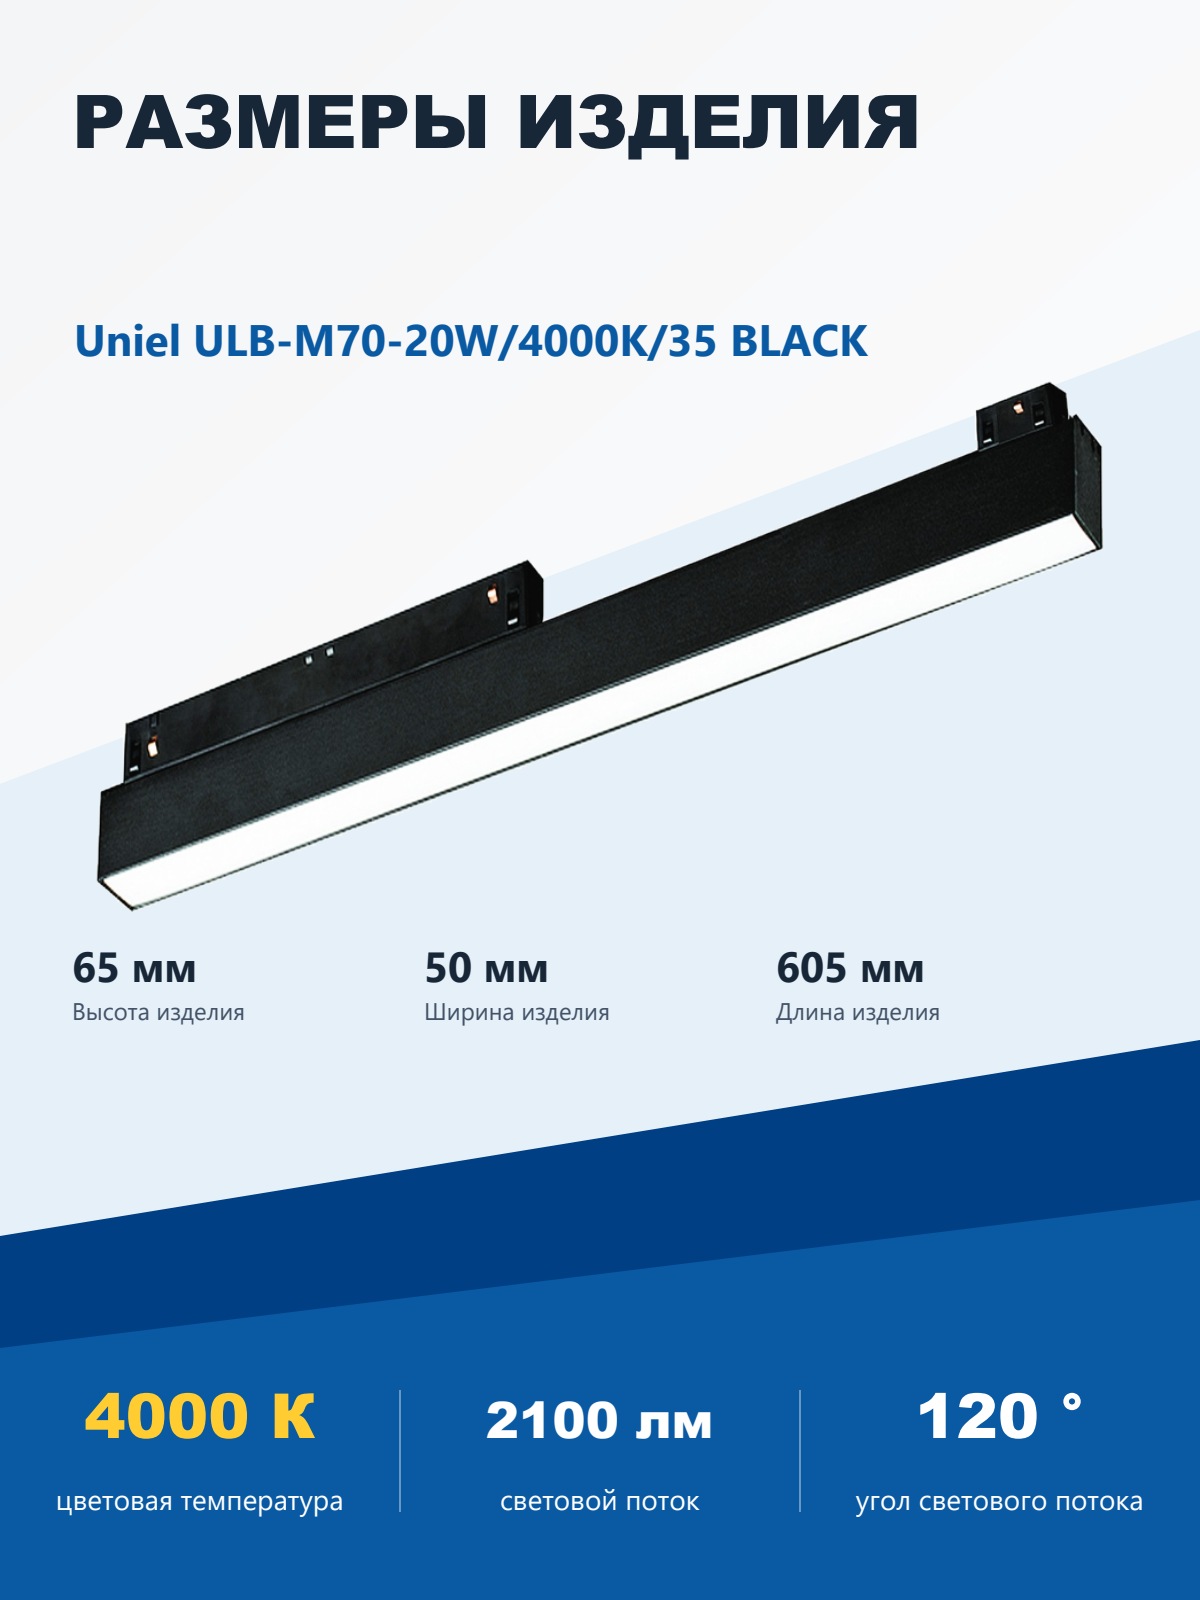 РАЗМЕРЫ ИЗДЕЛИЯ
Uniel ULB-M70-20W/4000K/35 BLACK
65 мм
Высота изделия
50 мм
Ширина изделия
605 мм
Длина изделия
4000 К
цветовая температура
2100 лм
световой поток
120 °
угол светового потока